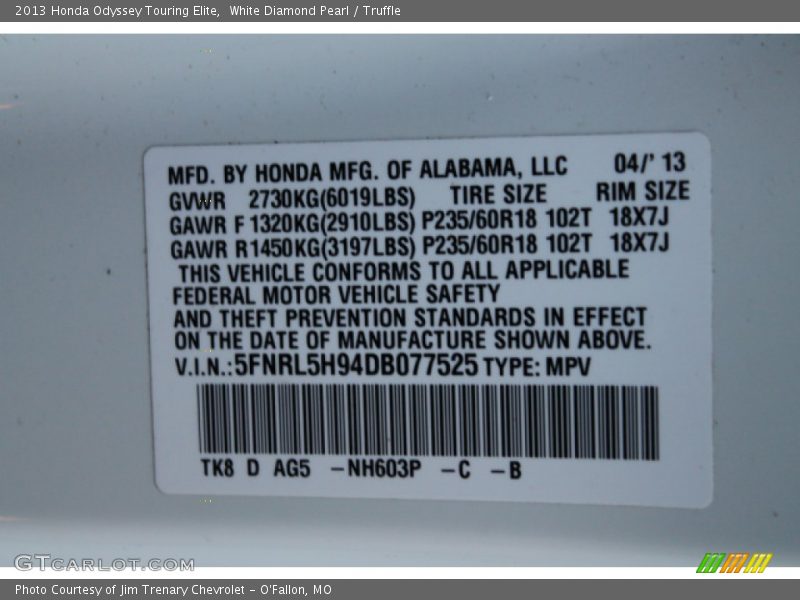 2013 Honda Odyssey Touring Elite,  White Diamond Pearl / Truffle
MFD. BY HONDA MFG. OF ALABAMA, LLC 04/' 13
GVWR 2730KG(6019LBS) TIRE SIZE RIM SIZE
GAWR F 1320KG(2910LBS) P235/60R18 102T 18X7J
GAWR R1450KG(3197LBS) P235/60R18 102T 18X7J
THIS VEHICLE CONFORMS TO ALL APPLICABLE
FEDERAL MOTOR VEHICLE SAFETY
AND THEFT PREVENTION STANDARDS IN EFFECT
ON THE DATE OF MANUFACTURE SHOWN ABOVE.
V.I.N.:5FNRL5H94DB077525 TYPE: MPV
TK8 D AG5 –NH603P –C –B
GTCARLOT.COM
Photo Courtesy of Jim Trenary Chevrolet – O'Fallon, MO